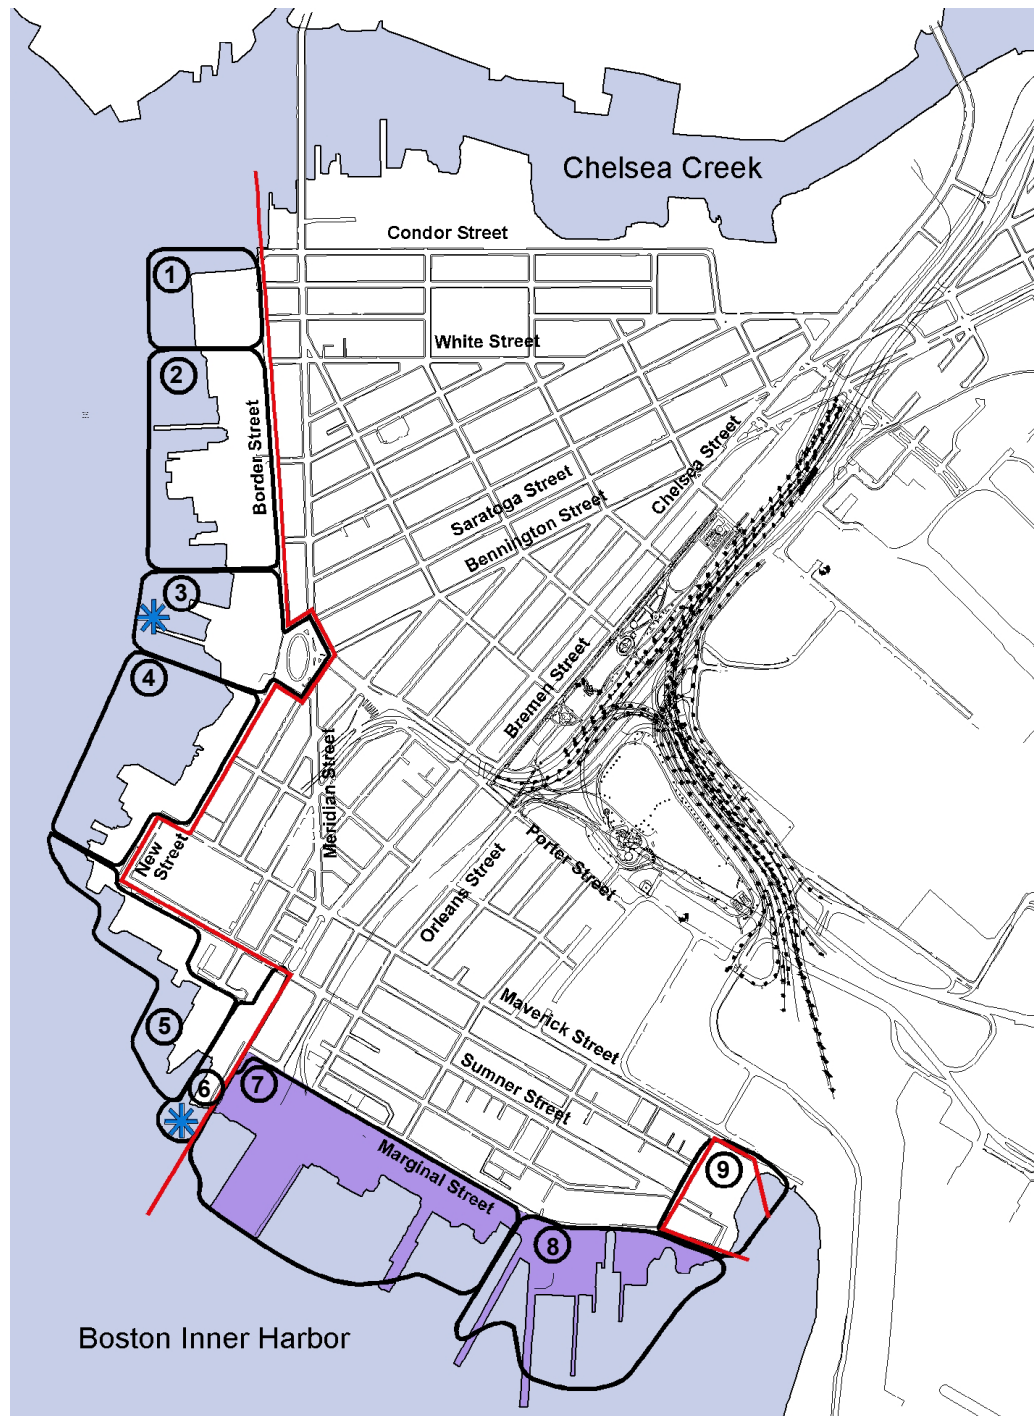 Chelsea Creek
Condor Street
1
White Street
2
Border Street
Chelsea Street
Saratoga Street
Bennington Street
3
Bremen Street
4
Meridian Street
New
Street
Porter Street
Orleans Street
Maverick Street
5
Sumner Street
6
7
Marginal Street
9
8
Boston Inner Harbor